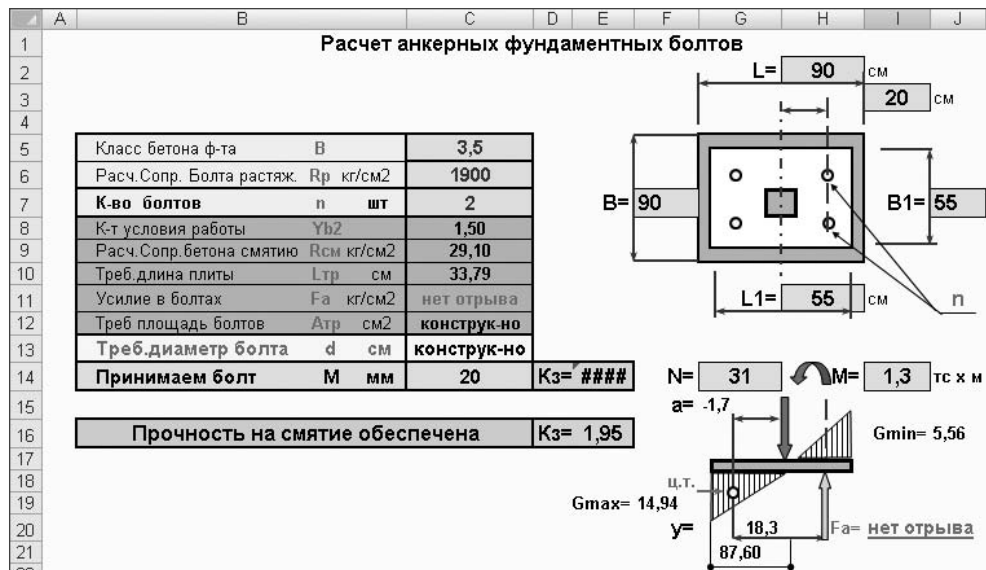 A B C D E F G H I J
1 Расчет анкерных фундаментных болтов
2 L= 90 см
3 20 см
4
5 Класс бетона ф-та В 3,5
6 Расч.Сопр. Болта растяж. Rр кг/см2 1900
7 К-во болтов n шт 2 B= 90 B1= 55
8 К-т условия работы Yb2 1,50
9 Расч.Сопр.бетона смятию Rсм кг/см2 29,10
10 Треб.длина плиты Lтр см 33,79
11 Усилие в болтах Fa кг/см2 нет отрыва L1= 55 см n
12 Треб площадь болтов Атр см2 конструк-но
13 Треб.диаметр болта d см конструк-но
14 Принимаем болт М мм 20 Кз= #### N= 31 M= 1,3 тс х м
15 a= -1,7
16 Прочность на смятие обеспечена Кз= 1,95 Gmin= 5,56
17
18 ц.т.
19 Gmax= 14,94
20 y= 18,3 Fa= нет отрыва
21 87,60